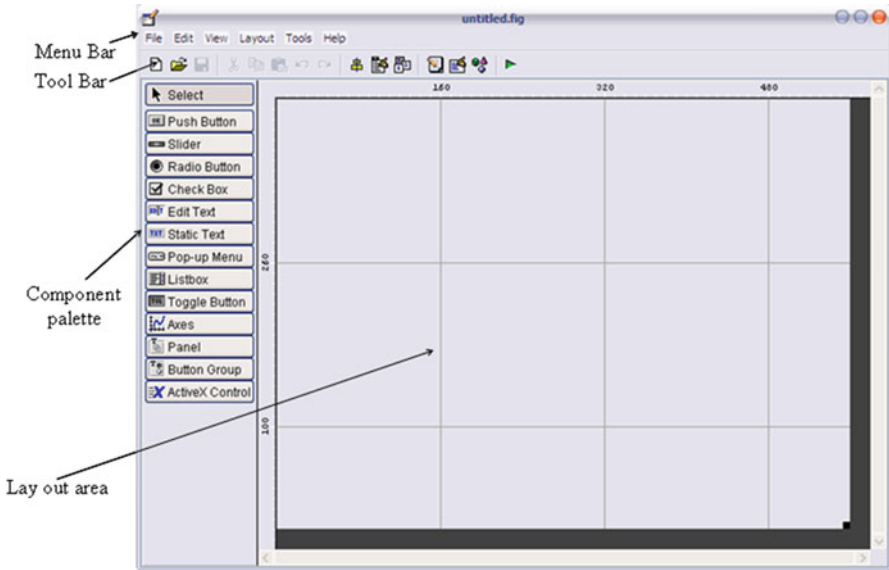 untitled.fig
File Edit View Layout Tools Help
Menu Bar
Tool Bar
Select
160 320 480
Push Button
Slider
Radio Button
Check Box
Edit Text
Static Text
Pop-up Menu
260
Listbox
Toggle Button
Axes
Panel
Button Group
ActiveX Control
100
Component
palette
Lay out area